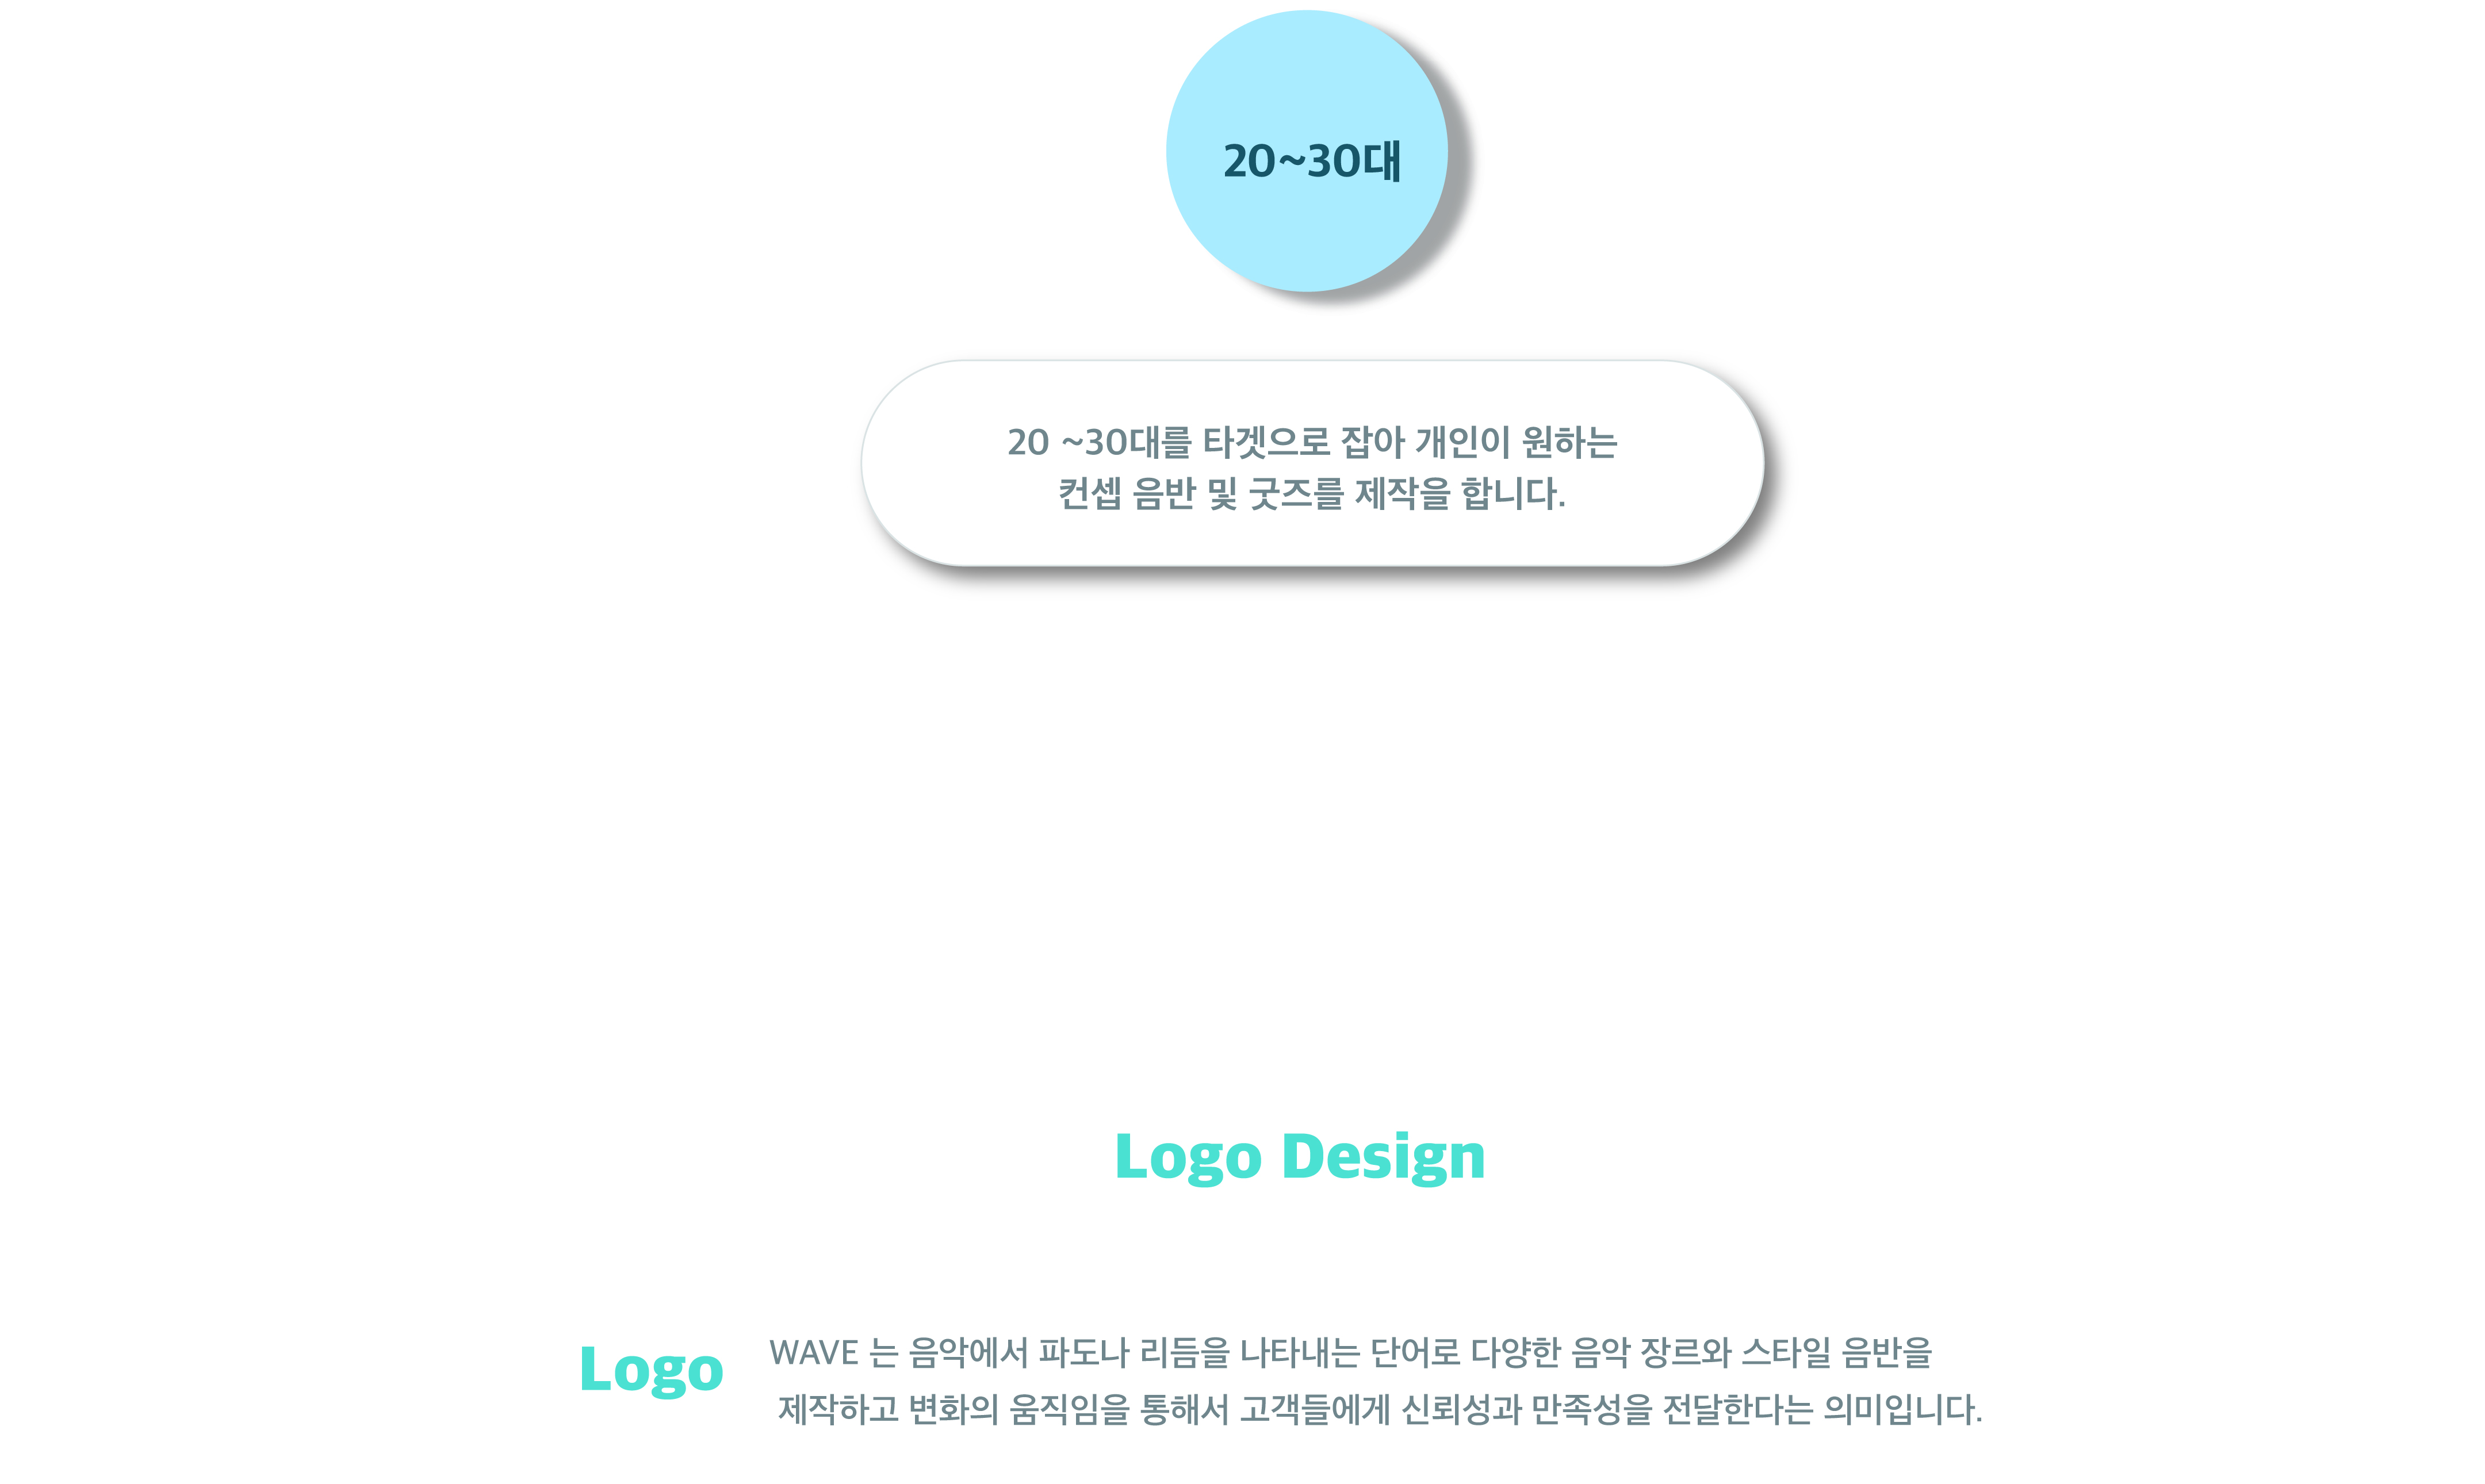 20~30대
20 ~30대를 타겟으로 잡아 개인이 원하는
컨셉 음반 및 굿즈를 제작을 합니다.
Logo Design
Logo
WAVE 는 음악에서 파도나 리듬을 나타내는 단어로 다양한 음악 장르와 스타일 음반을
제작하고 변화의 움직임을 통해서 고객들에게 신뢰성과 만족성을 전달한다는 의미입니다.